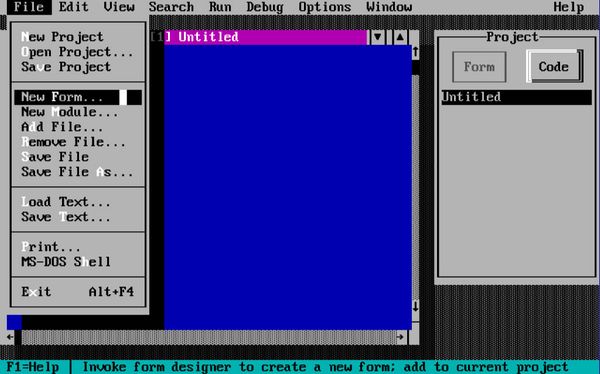 File Edit View Search Run Debug Options Window Help
New Project
Open Project...
Save Project
New Form...
New Module...
Add File...
Remove File...
Save File
Save File As...
Load Text...
Save Text...
Print...
MS-DOS Shell
Exit Alt+F4
[1] Untitled
Project
Form Code
Untitled
F1=Help | Invoke form designer to create a new form; add to current project